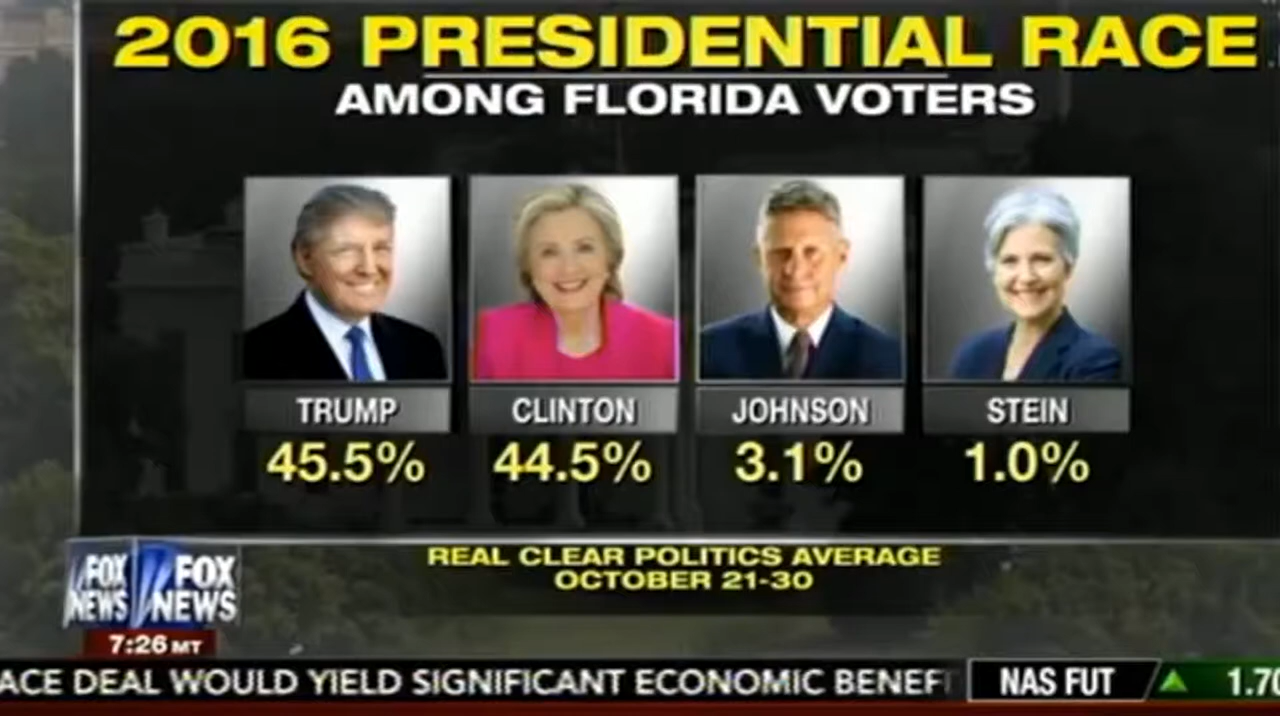 2016 PRESIDENTIAL RACE
AMONG FLORIDA VOTERS
TRUMP CLINTON JOHNSON STEIN
45.5% 44.5% 3.1% 1.0%
REAL CLEAR POLITICS AVERAGE
OCTOBER 21-30
FOX NEWS FOX NEWS
7:26 MT
ACE DEAL WOULD YIELD SIGNIFICANT ECONOMIC BENEF NAS FUT 1.70